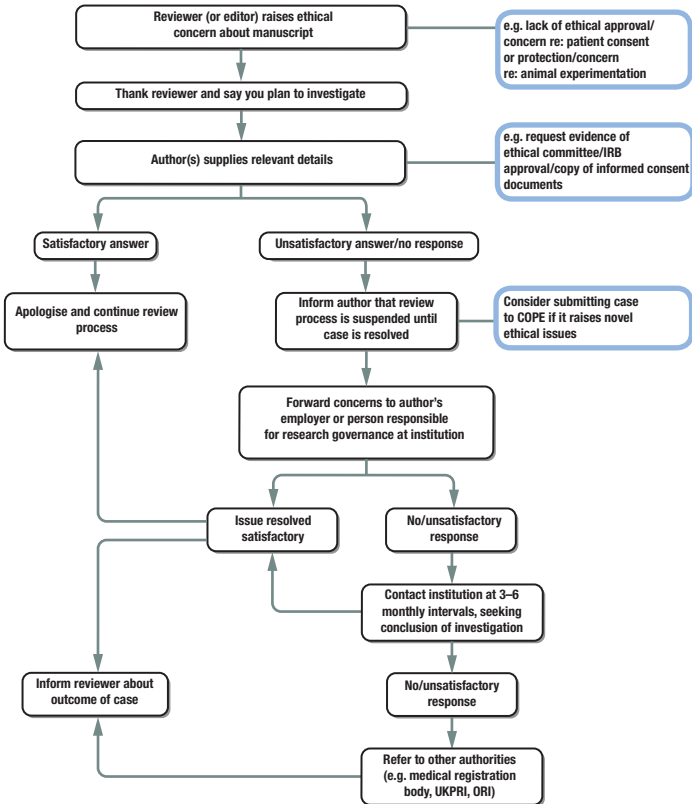 Reviewer (or editor) raises ethical
concern about manuscript
e.g. lack of ethical approval/
concern re: patient consent
or protection/concern
re: animal experimentation
Thank reviewer and say you plan to investigate
Author(s) supplies relevant details
e.g. request evidence of
ethical committee/IRB
approval/copy of informed consent
documents
Satisfactory answer
Unsatisfactory answer/no response
Apologise and continue review
process
Inform author that review
process is suspended until
case is resolved
Consider submitting case
to COPE if it raises novel
ethical issues
Forward concerns to author's
employer or person responsible
for research governance at institution
Issue resolved
satisfactory
No/unsatisfactory
response
Contact institution at 3–6
monthly intervals, seeking
conclusion of investigation
Inform reviewer about
outcome of case
No/unsatisfactory
response
Refer to other authorities
(e.g. medical registration
body, UKPRI, ORI)